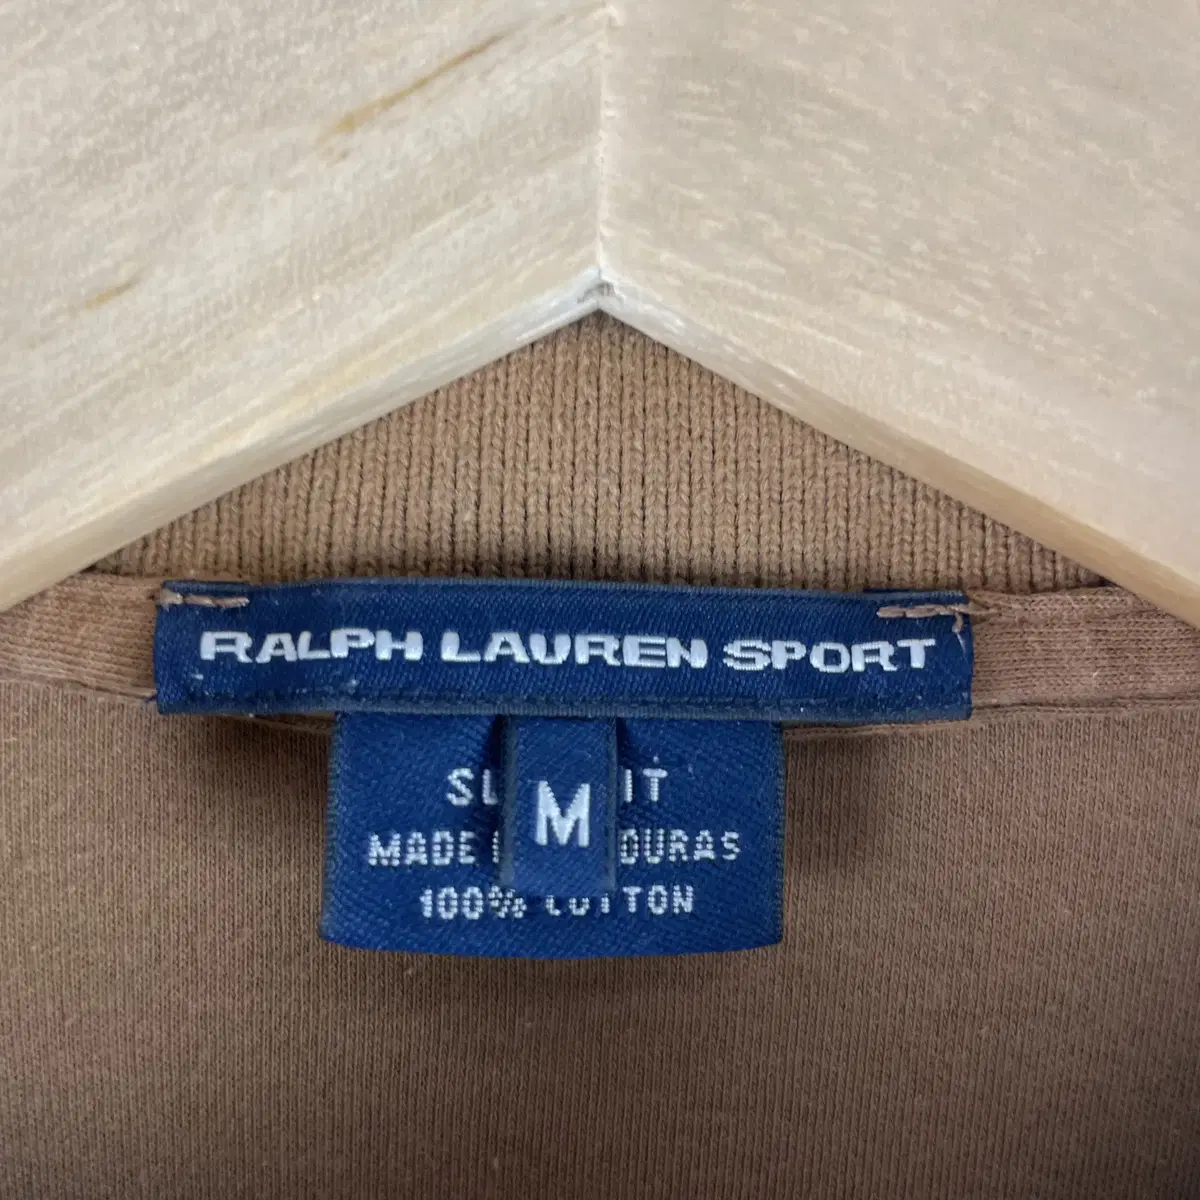 RALPH LAUREN SPORT
M
MADE
100% COTTON